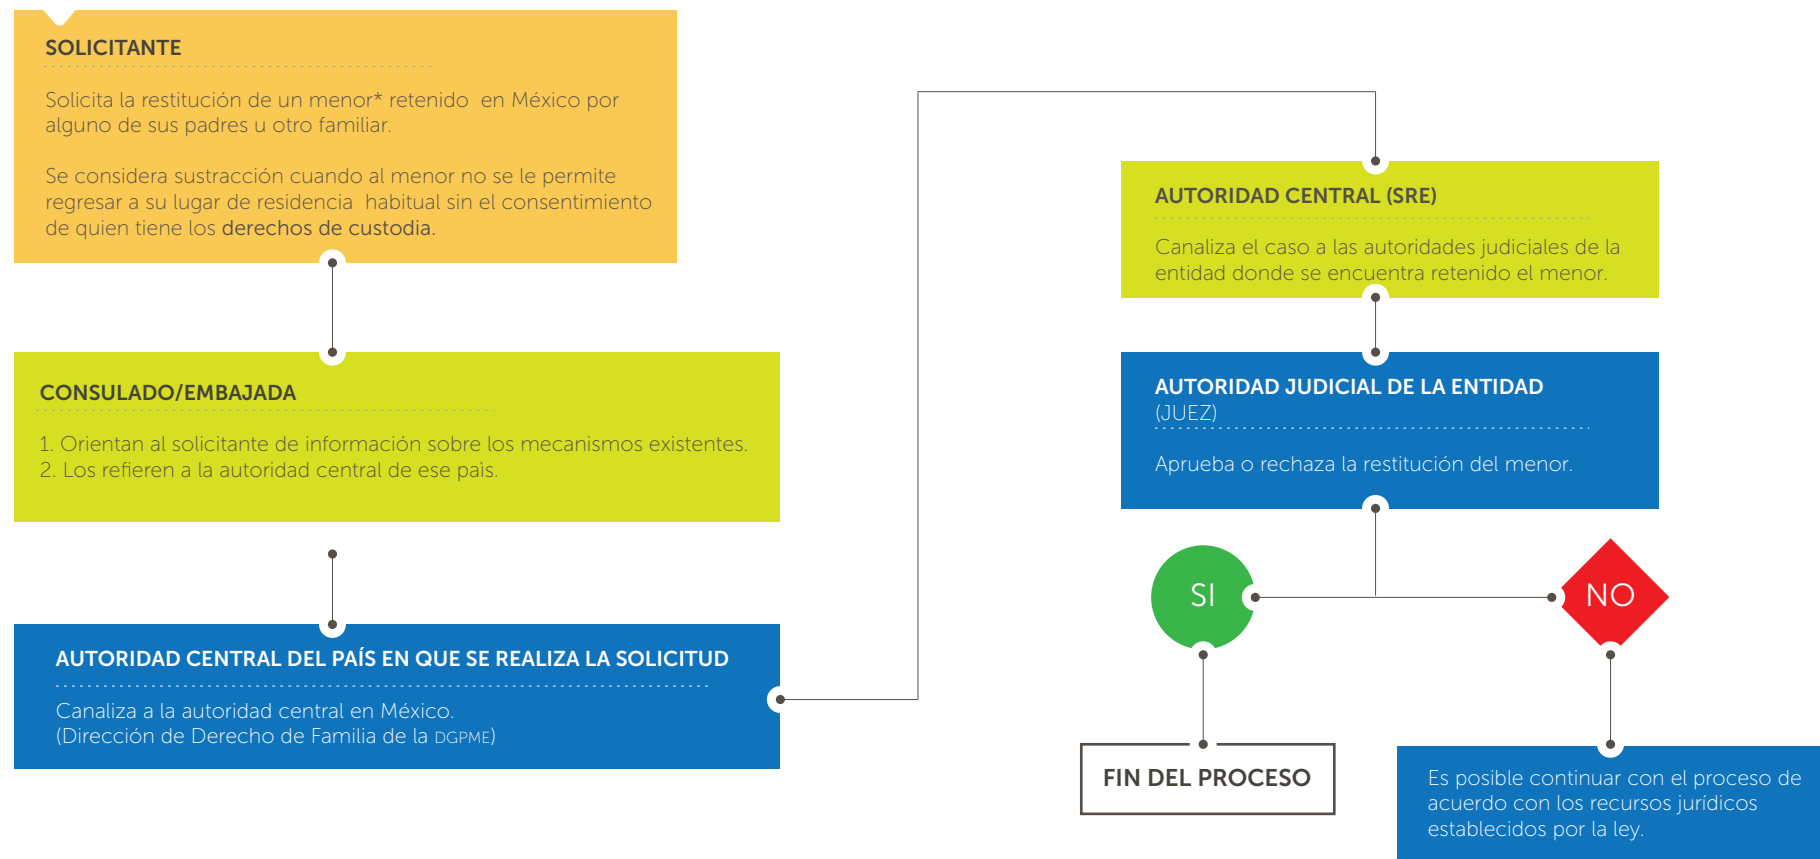 SOLICITANTE
Solicita la restitución de un menor* retenido en México por
alguno de sus padres u otro familiar.
Se considera sustracción cuando al menor no se le permite
regresar a su lugar de residencia habitual sin el consentimiento
de quien tiene los derechos de custodia.
CONSULADO/EMBAJADA
1. Orientan al solicitante de información sobre los mecanismos existentes.
2. Los refieren a la autoridad central de ese paìs.
AUTORIDAD CENTRAL DEL PAÍS EN QUE SE REALIZA LA SOLICITUD
Canaliza a la autoridad central en México.
(Dirección de Derecho de Familia de la DGPME)
AUTORIDAD CENTRAL (SRE)
Canaliza el caso a las autoridades judiciales de la
entidad donde se encuentra retenido el menor.
AUTORIDAD JUDICIAL DE LA ENTIDAD
(JUEZ)
Aprueba o rechaza la restitución del menor.
SI
NO
FIN DEL PROCESO
Es posible continuar con el proceso de
acuerdo con los recursos jurídicos
establecidos por la ley.